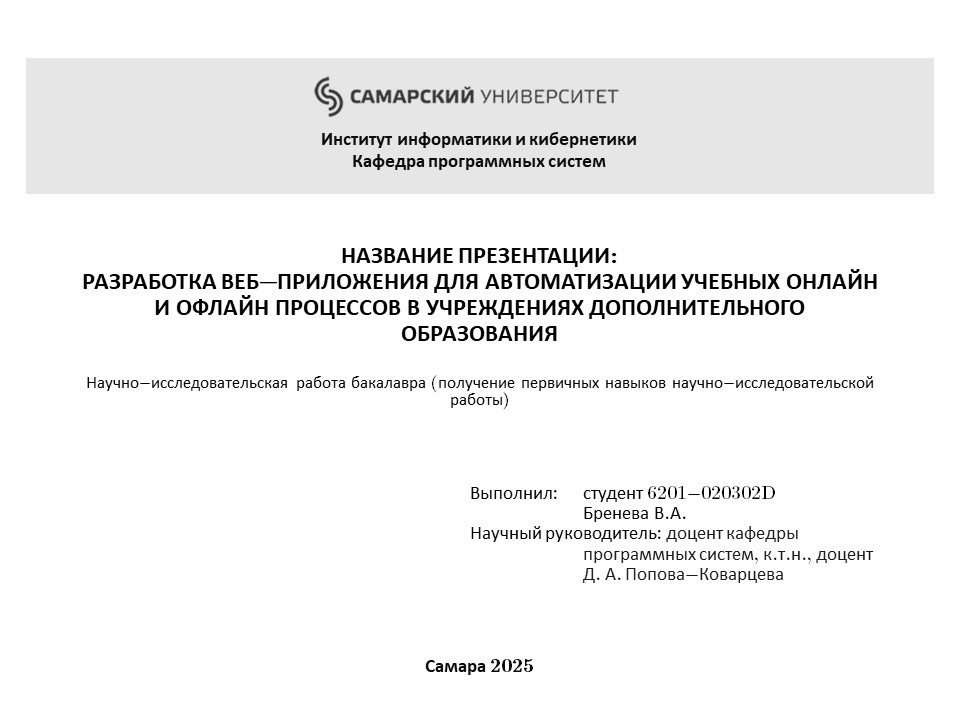 САМАРСКИЙ УНИВЕРСИТЕТ
Институт информатики и кибернетики
Кафедра программных систем
НАЗВАНИЕ ПРЕЗЕНТАЦИИ:
РАЗРАБОТКА ВЕБ—ПРИЛОЖЕНИЯ ДЛЯ АВТОМАТИЗАЦИИ УЧЕБНЫХ ОНЛАЙН
И ОФЛАЙН ПРОЦЕССОВ В УЧРЕЖДЕНИЯХ ДОПОЛНИТЕЛЬНОГО
ОБРАЗОВАНИЯ
Научно–исследовательская работа бакалавра (получение первичных навыков научно–исследовательской
работы)
Выполнил: студент 6201–020302D
Бренева В.А.
Научный руководитель: доцент кафедры
программных систем, к.т.н., доцент
Д. А. Попова–Коварцева
Самара 2025